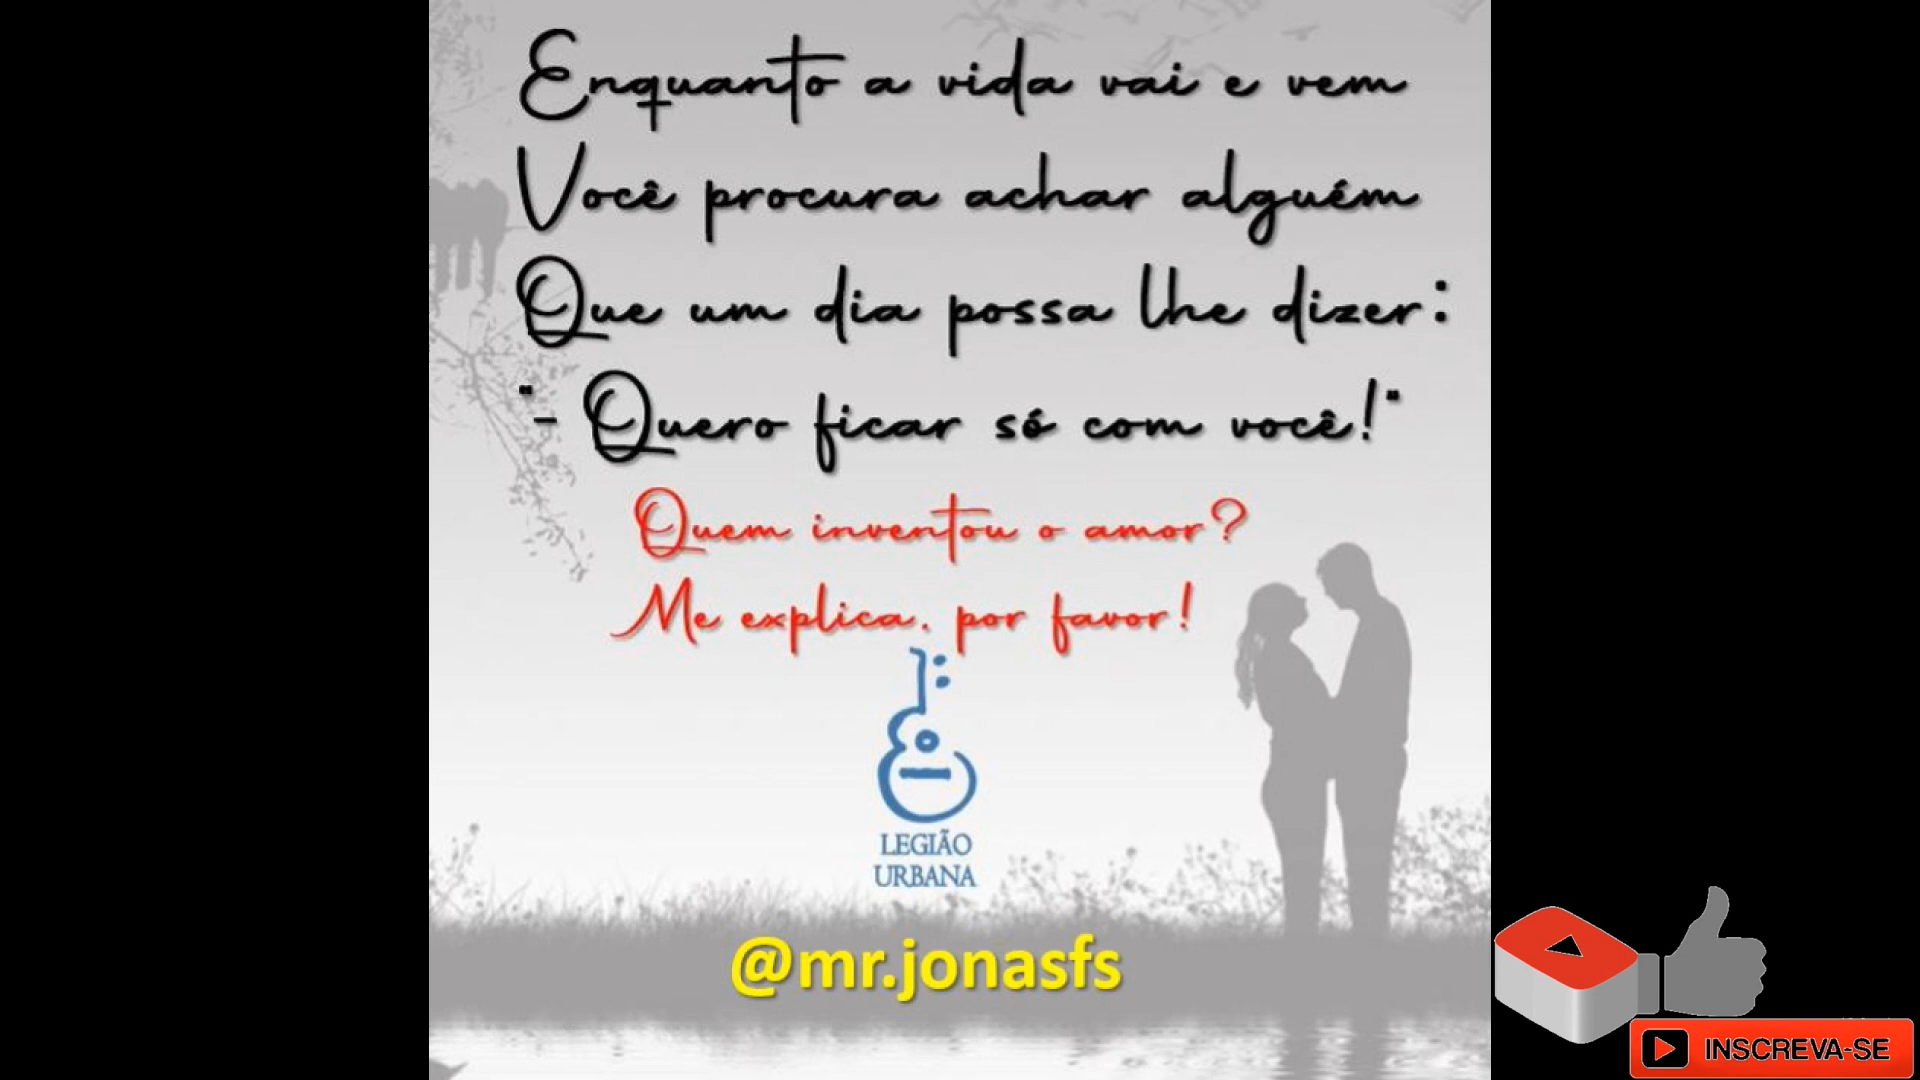 Enquanto a vida vai e vem
Você procura achar alguém
Que um dia possa lhe dizer:
"- Quero ficar só com você!"
Quem inventou o amor?
Me explica, por favor!
LEGIÃO
URBANA
@mr.jonasfs
INSCREVA-SE